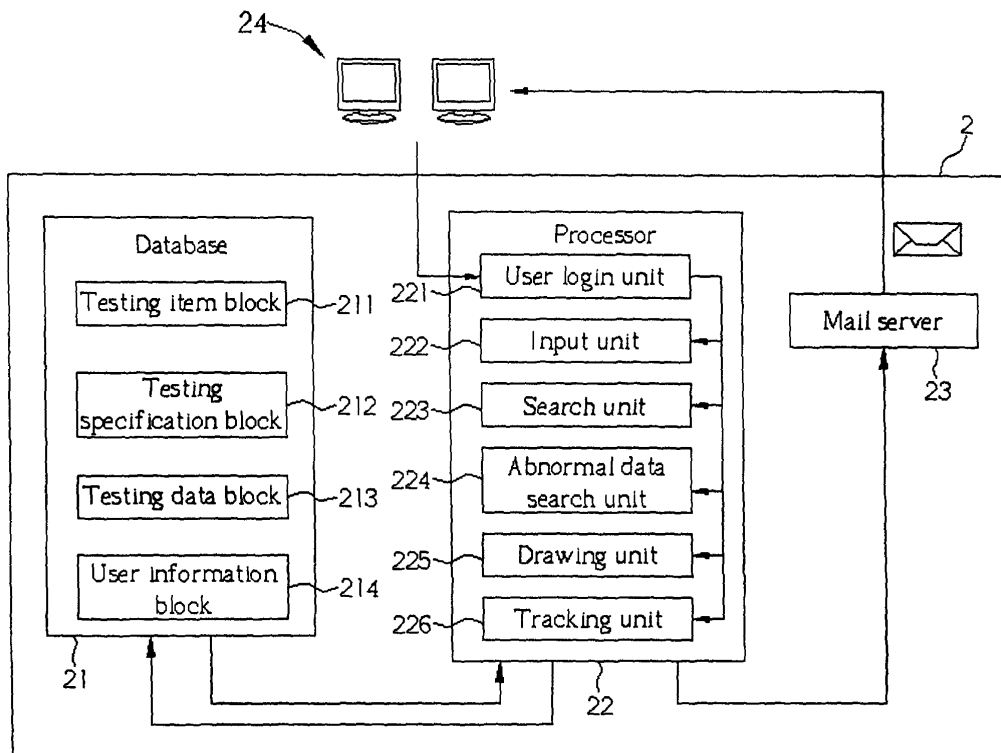 24
2
Database
Testing item block
211
Testing
specification block
212
Testing data block
213
User information
block
214
21
Processor
User login unit
221
Input unit
222
Search unit
223
Abnormal data
search unit
224
Drawing unit
225
Tracking unit
226
22
Mail server
23